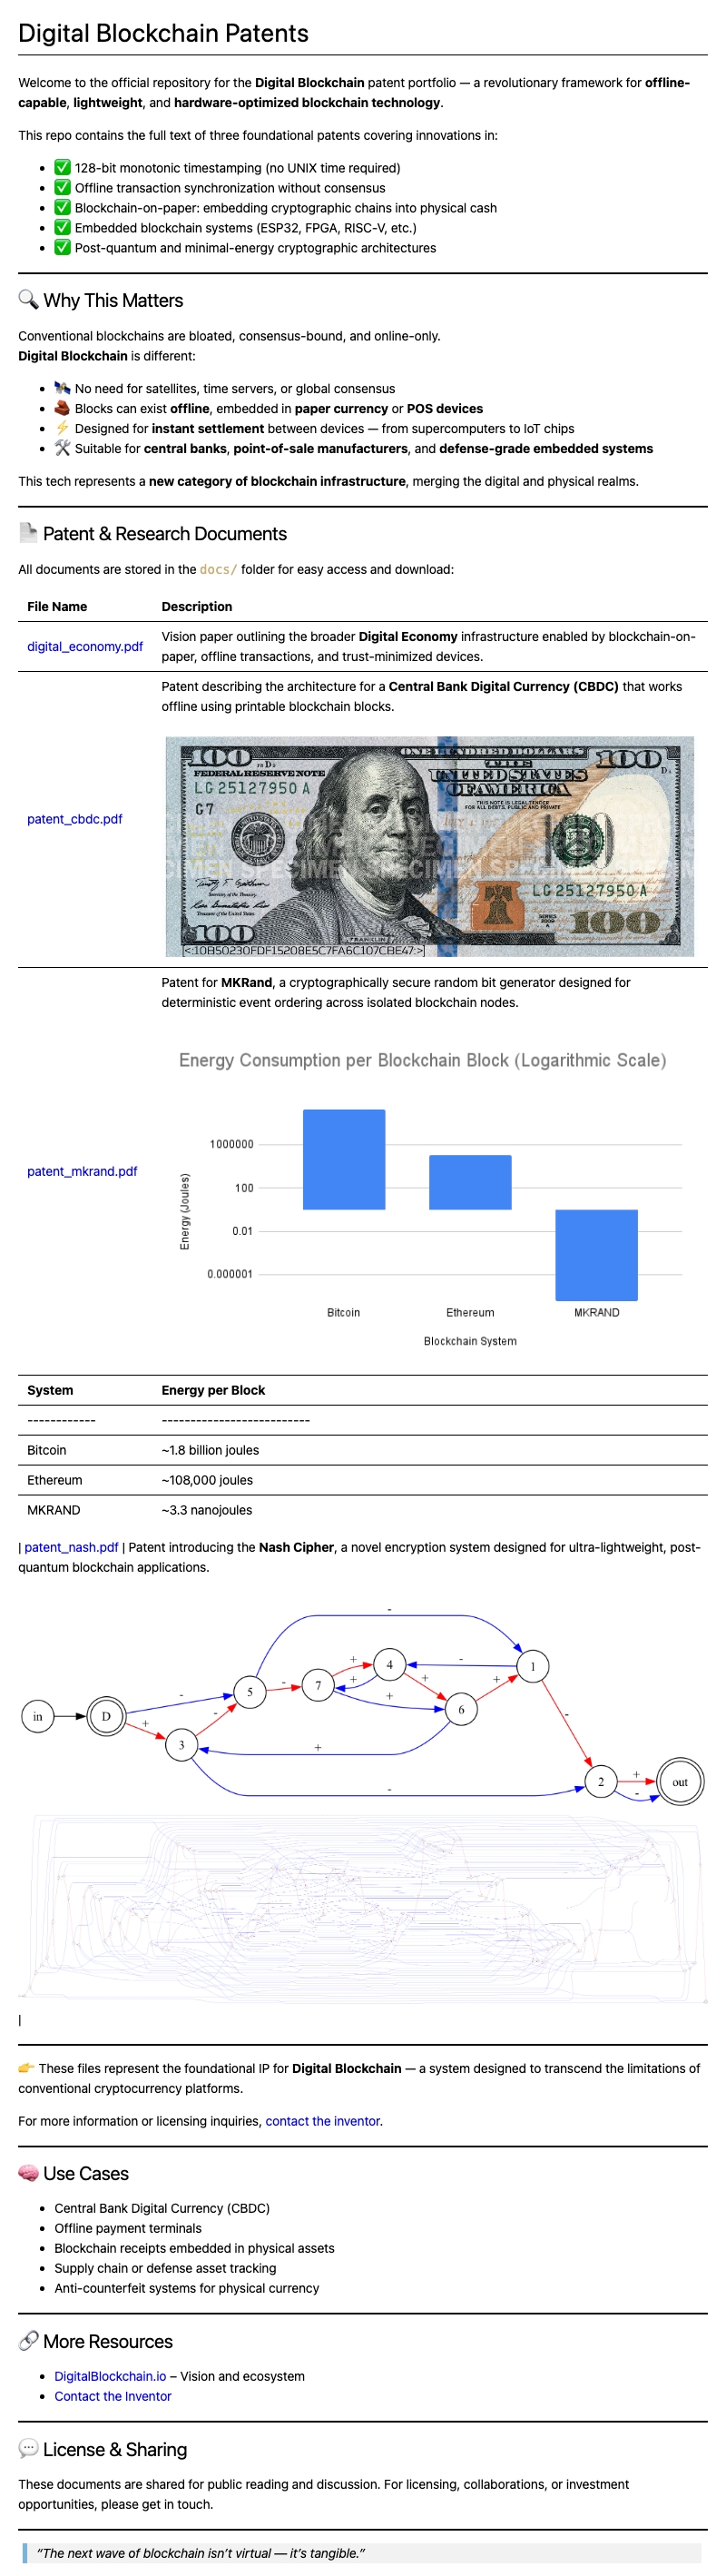 Digital Blockchain Patents
Welcome to the official repository for the Digital Blockchain patent portfolio — a revolutionary framework for offline-
capable, lightweight, and hardware-optimized blockchain technology.
This repo contains the full text of three foundational patents covering innovations in:
• ✅ 128-bit monotonic timestamping (no UNIX time required)
• ✅ Offline transaction synchronization without consensus
• ✅ Blockchain-on-paper: embedding cryptographic chains into physical cash
• ✅ Embedded blockchain systems (ESP32, FPGA, RISC-V, etc.)
• ✅ Post-quantum and minimal-energy cryptographic architectures
🔍 Why This Matters
Conventional blockchains are bloated, consensus-bound, and online-only.
Digital Blockchain is different:
• 🛰️ No need for satellites, time servers, or global consensus
• 🧱 Blocks can exist offline, embedded in paper currency or POS devices
• ⚡ Designed for instant settlement between devices — from supercomputers to IoT chips
• 🛠️ Suitable for central banks, point-of-sale manufacturers, and defense-grade embedded systems
This tech represents a new category of blockchain infrastructure, merging the digital and physical realms.
📄 Patent & Research Documents
All documents are stored in the docs/ folder for easy access and download:
File Name Description
digital_economy.pdf Vision paper outlining the broader Digital Economy infrastructure enabled by blockchain-on-
paper, offline transactions, and trust-minimized devices.
Patent describing the architecture for a Central Bank Digital Currency (CBDC) that works
offline using printable blockchain blocks.
patent_cbdc.pdf
100 ONE HUNDRED DOLLARS 100
FEDERAL RESERVE NOTE
THE
UNITED STATES
OF AMERICA
LG 25127950 A
THIS NOTE IS LEGAL TENDER
FOR ALL DEBTS, PUBLIC AND PRIVATE
G7
SPECIMEN SPECIMEN
LG 25127950 A
Secretary of the Treasury
Treasurer of the United States
SERIES
2009
A
100 FRANKLIN 100
[<:10B50230FDF15208E5C7FA6C107CBE47:>]
Patent for MKRand, a cryptographically secure random bit generator designed for
deterministic event ordering across isolated blockchain nodes.
patent_mkrand.pdf
Energy Consumption per Blockchain Block (Logarithmic Scale)
Energy (Joules)
1000000
100
0.01
0.000001
Bitcoin Ethereum MKRAND
Blockchain System
System Energy per Block
------------ --------------------------
Bitcoin ~1.8 billion joules
Ethereum ~108,000 joules
MKRAND ~3.3 nanojoules
| patent_nash.pdf | Patent introducing the Nash Cipher, a novel encryption system designed for ultra-lightweight, post-
quantum blockchain applications.
-
in D - + 5 - - 3 7 + + + 4 - + 6 + 1 -
+
-
2 + - out
|
👉 These files represent the foundational IP for Digital Blockchain — a system designed to transcend the limitations of
conventional cryptocurrency platforms.
For more information or licensing inquiries, contact the inventor.
🧠 Use Cases
• Central Bank Digital Currency (CBDC)
• Offline payment terminals
• Blockchain receipts embedded in physical assets
• Supply chain or defense asset tracking
• Anti-counterfeit systems for physical currency
🔗 More Resources
• DigitalBlockchain.io – Vision and ecosystem
• Contact the Inventor
💬 License & Sharing
These documents are shared for public reading and discussion. For licensing, collaborations, or investment
opportunities, please get in touch.
“The next wave of blockchain isn’t virtual — it’s tangible.”